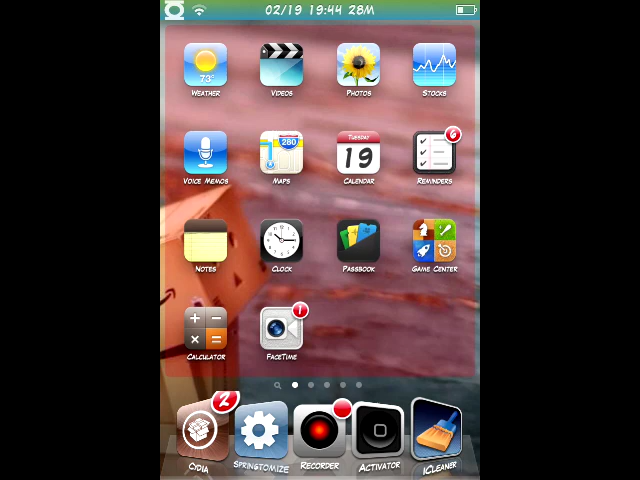 02/19 19:44 28M
73°
Weather Videos Photos Stocks
280
Tuesday
19
6
Voice Memos Maps Calendar Reminders
Notes Clock Passbook Game Center
1
Calculator FaceTime
2
Cydia Springtomize Recorder Activator iCleaner